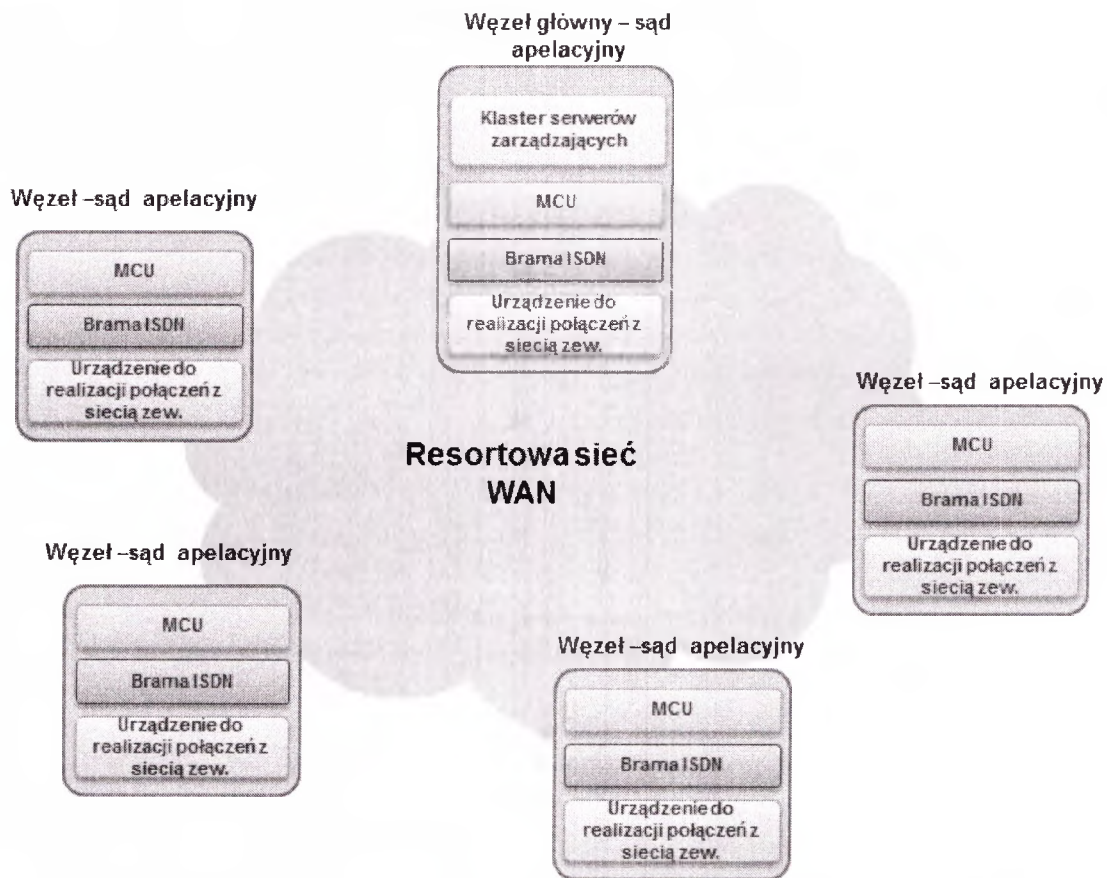 Węzeł główny – sąd
apelacyjny
Klaster serwerów
zarządzających
MCU
Brama ISDN
Urządzenie do
realizacji połączeń z
siecią zew.
Węzeł –sąd apelacyjny
MCU
Brama ISDN
Urządzenie do
realizacji połączeń z
siecią zew.
Węzeł –sąd apelacyjny
MCU
Brama ISDN
Urządzenie do
realizacji połączeń z
siecią zew.
Resortowa sieć
WAN
Węzeł –sąd apelacyjny
MCU
Brama ISDN
Urządzenie do
realizacji połączeń z
siecią zew.
Węzeł –sąd apelacyjny
MCU
Brama ISDN
Urządzenie do
realizacji połączeń z
siecią zew.